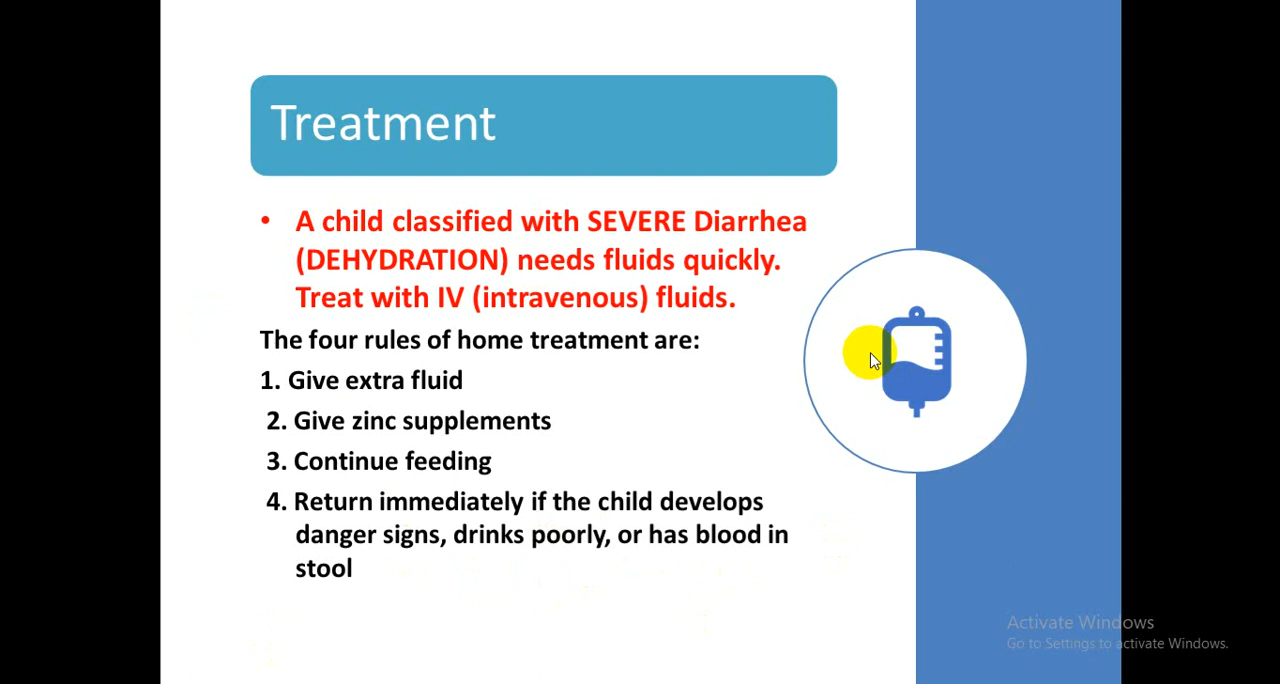 Treatment
• A child classified with SEVERE Diarrhea
(DEHYDRATION) needs fluids quickly.
Treat with IV (intravenous) fluids.
The four rules of home treatment are:
1. Give extra fluid
2. Give zinc supplements
3. Continue feeding
4. Return immediately if the child develops
danger signs, drinks poorly, or has blood in
stool
Activate Windows
Go to Settings to activate Windows.